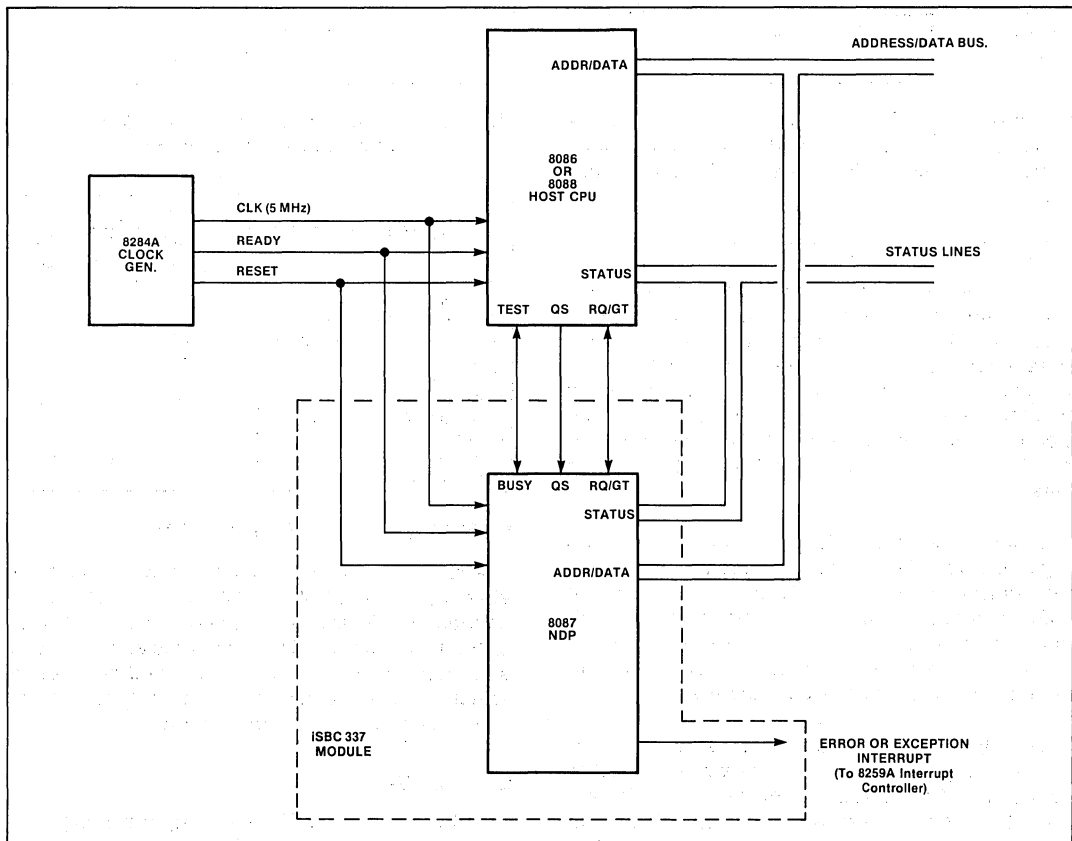 ADDRESS/DATA BUS.
ADDR/DATA
8086
OR
8088
HOST CPU
8284A
CLOCK
GEN.
CLK (5 MHz)
READY
RESET
STATUS LINES
STATUS
TEST QS RQ/GT
BUSY QS RQ/GT
STATUS
ADDR/DATA
8087
NDP
iSBC 337
MODULE
ERROR OR EXCEPTION
INTERRUPT
(To 8259A Interrupt
Controller)